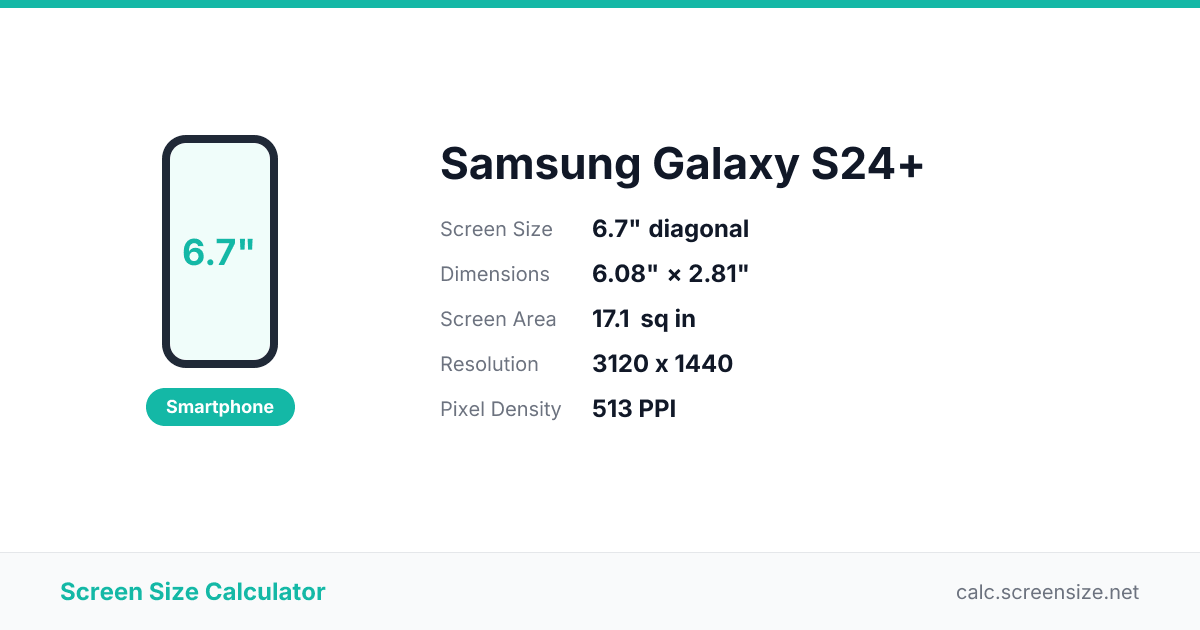 6.7"
Smartphone
Samsung Galaxy S24+
Screen Size 6.7" diagonal
Dimensions 6.08" × 2.81"
Screen Area 17.1 sq in
Resolution 3120 x 1440
Pixel Density 513 PPI
Screen Size Calculator
calc.screensize.net